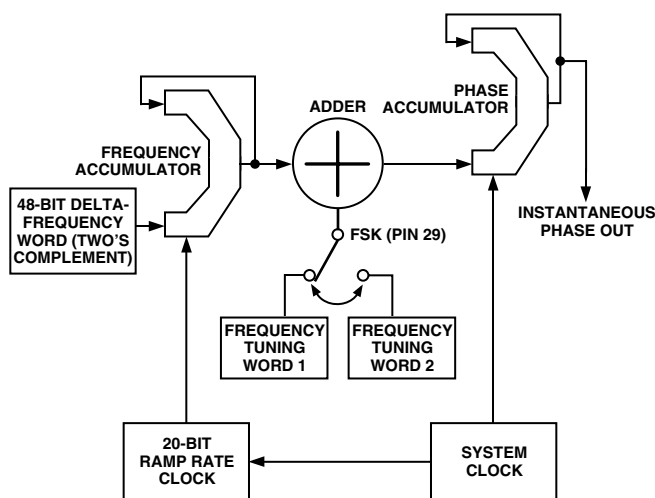 PHASE
ACCUMULATOR
ADDER
FREQUENCY
ACCUMULATOR
48-BIT DELTA-
FREQUENCY
WORD (TWO'S
COMPLEMENT)
INSTANTANEOUS
PHASE OUT
FSK (PIN 29)
FREQUENCY
TUNING
WORD 1
FREQUENCY
TUNING
WORD 2
20-BIT
RAMP RATE
CLOCK
SYSTEM
CLOCK